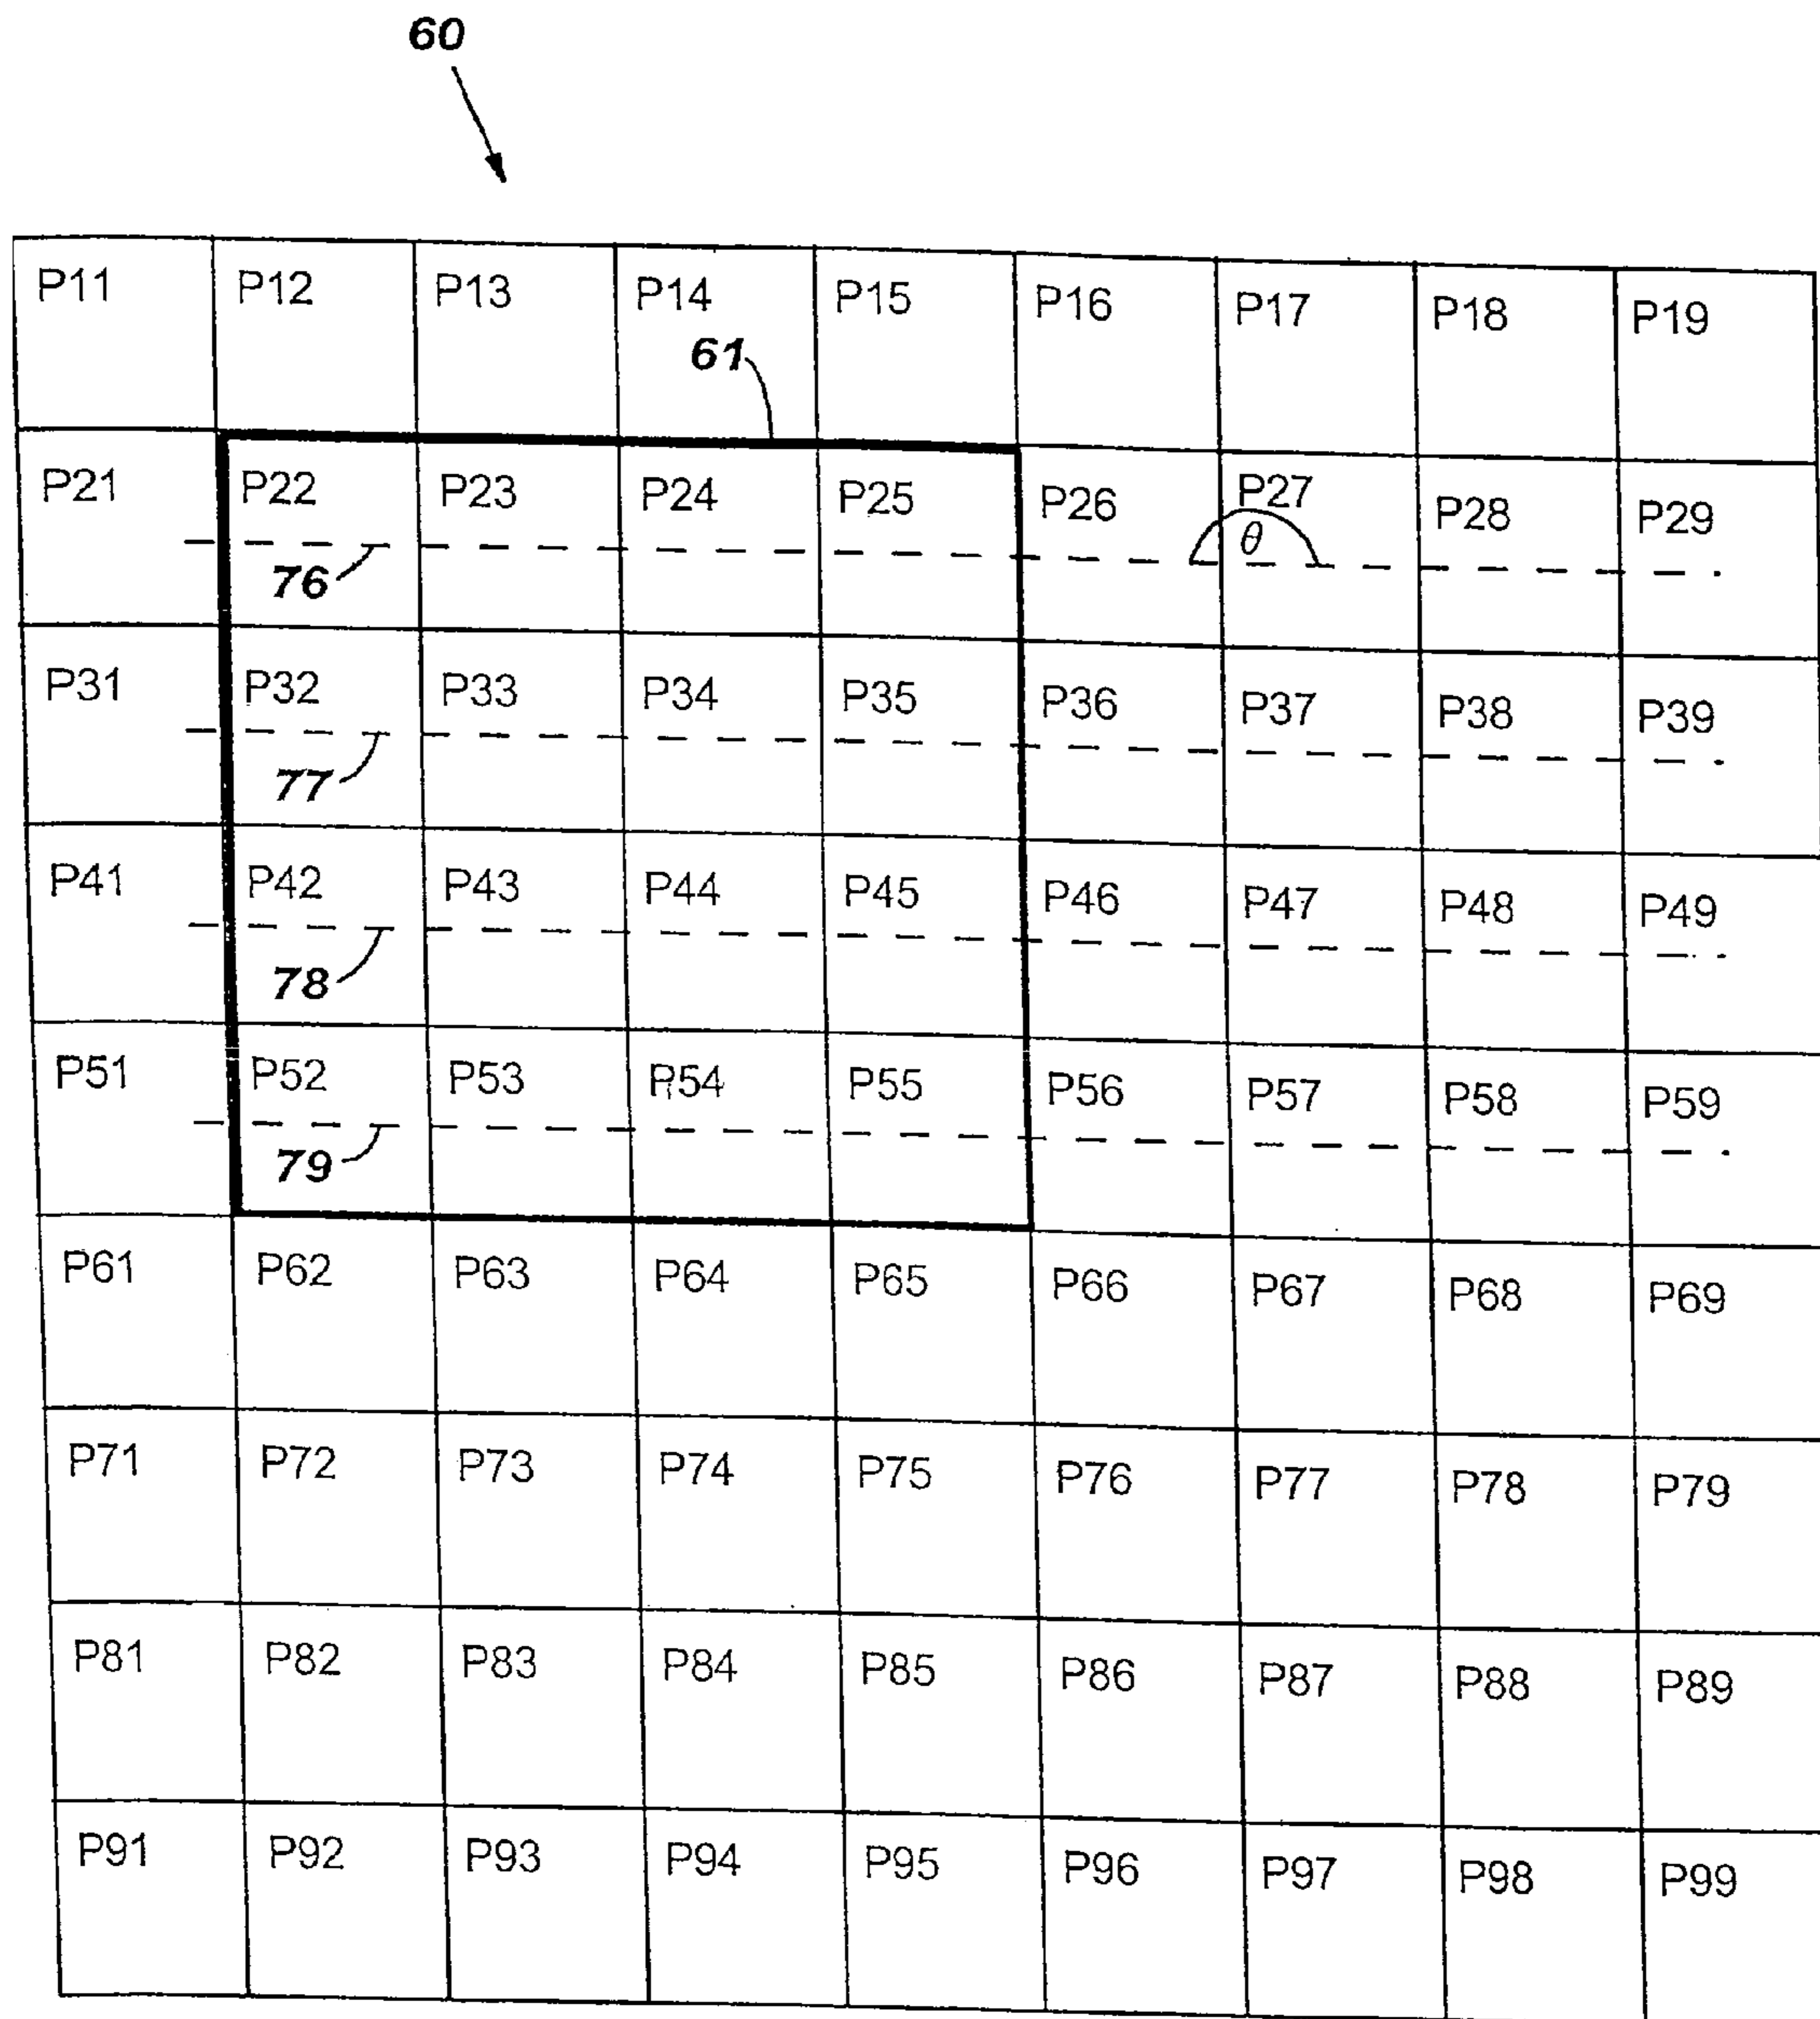 60
P11 P12 P13 P14 P15 P16 P17 P18 P19
61
P21 P22 P23 P24 P25 P26 P27 P28 P29
θ
76
P31 P32 P33 P34 P35 P36 P37 P38 P39
77
P41 P42 P43 P44 P45 P46 P47 P48 P49
78
P51 P52 P53 P54 P55 P56 P57 P58 P59
79
P61 P62 P63 P64 P65 P66 P67 P68 P69
P71 P72 P73 P74 P75 P76 P77 P78 P79
P81 P82 P83 P84 P85 P86 P87 P88 P89
P91 P92 P93 P94 P95 P96 P97 P98 P99